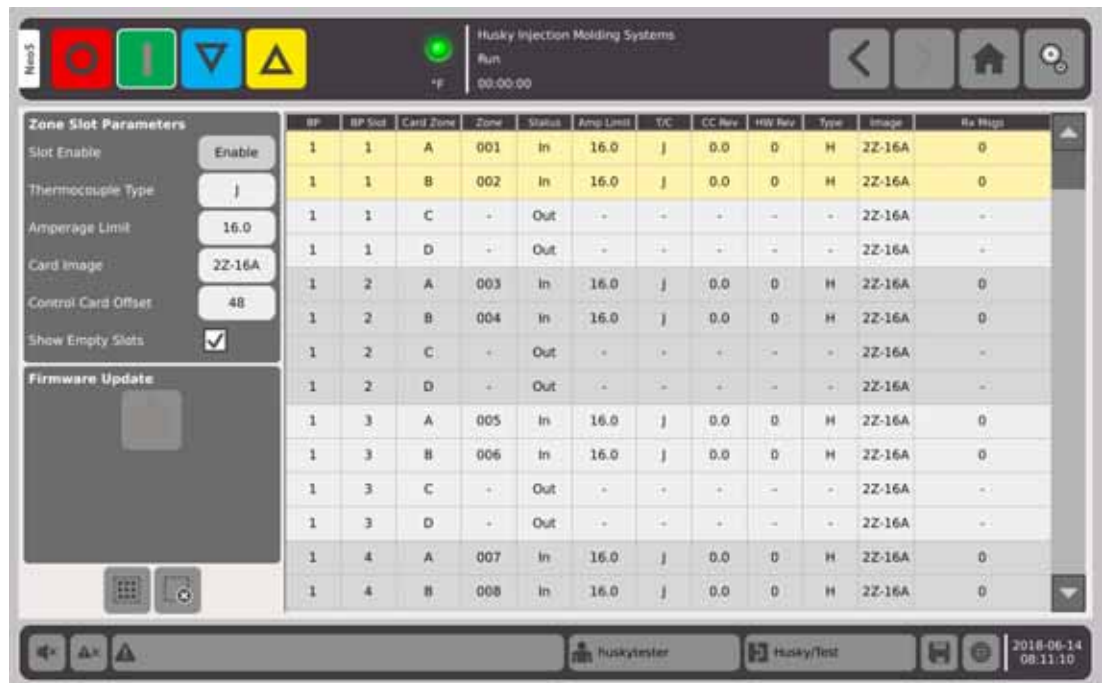 Neo5
°F
Husky Injection Molding Systems
Run
00:00:00
Zone Slot Parameters
Slot Enable Enable
Thermocouple Type J
Amperage Limit 16.0
Card Image 2Z-16A
Control Card Offset 48
Show Empty Slots
Firmware Update
BP BP Slot Card Zone Zone Status Amp Limit T/C CC Rev HW Rev Type Image Rx Msgs
1 1 A 001 In 16.0 J 0.0 0 H 2Z-16A 0
1 1 B 002 In 16.0 J 0.0 0 H 2Z-16A 0
1 1 C - Out - - - - - 2Z-16A -
1 1 D - Out - - - - - 2Z-16A -
1 2 A 003 In 16.0 J 0.0 0 H 2Z-16A 0
1 2 B 004 In 16.0 J 0.0 0 H 2Z-16A 0
1 2 C - Out - - - - - 2Z-16A -
1 2 D - Out - - - - - 2Z-16A -
1 3 A 005 In 16.0 J 0.0 0 H 2Z-16A 0
1 3 B 006 In 16.0 J 0.0 0 H 2Z-16A 0
1 3 C - Out - - - - - 2Z-16A -
1 3 D - Out - - - - - 2Z-16A -
1 4 A 007 In 16.0 J 0.0 0 H 2Z-16A 0
1 4 B 008 In 16.0 J 0.0 0 H 2Z-16A 0
huskytester
Husky/Test
2018-06-14
08:11:10